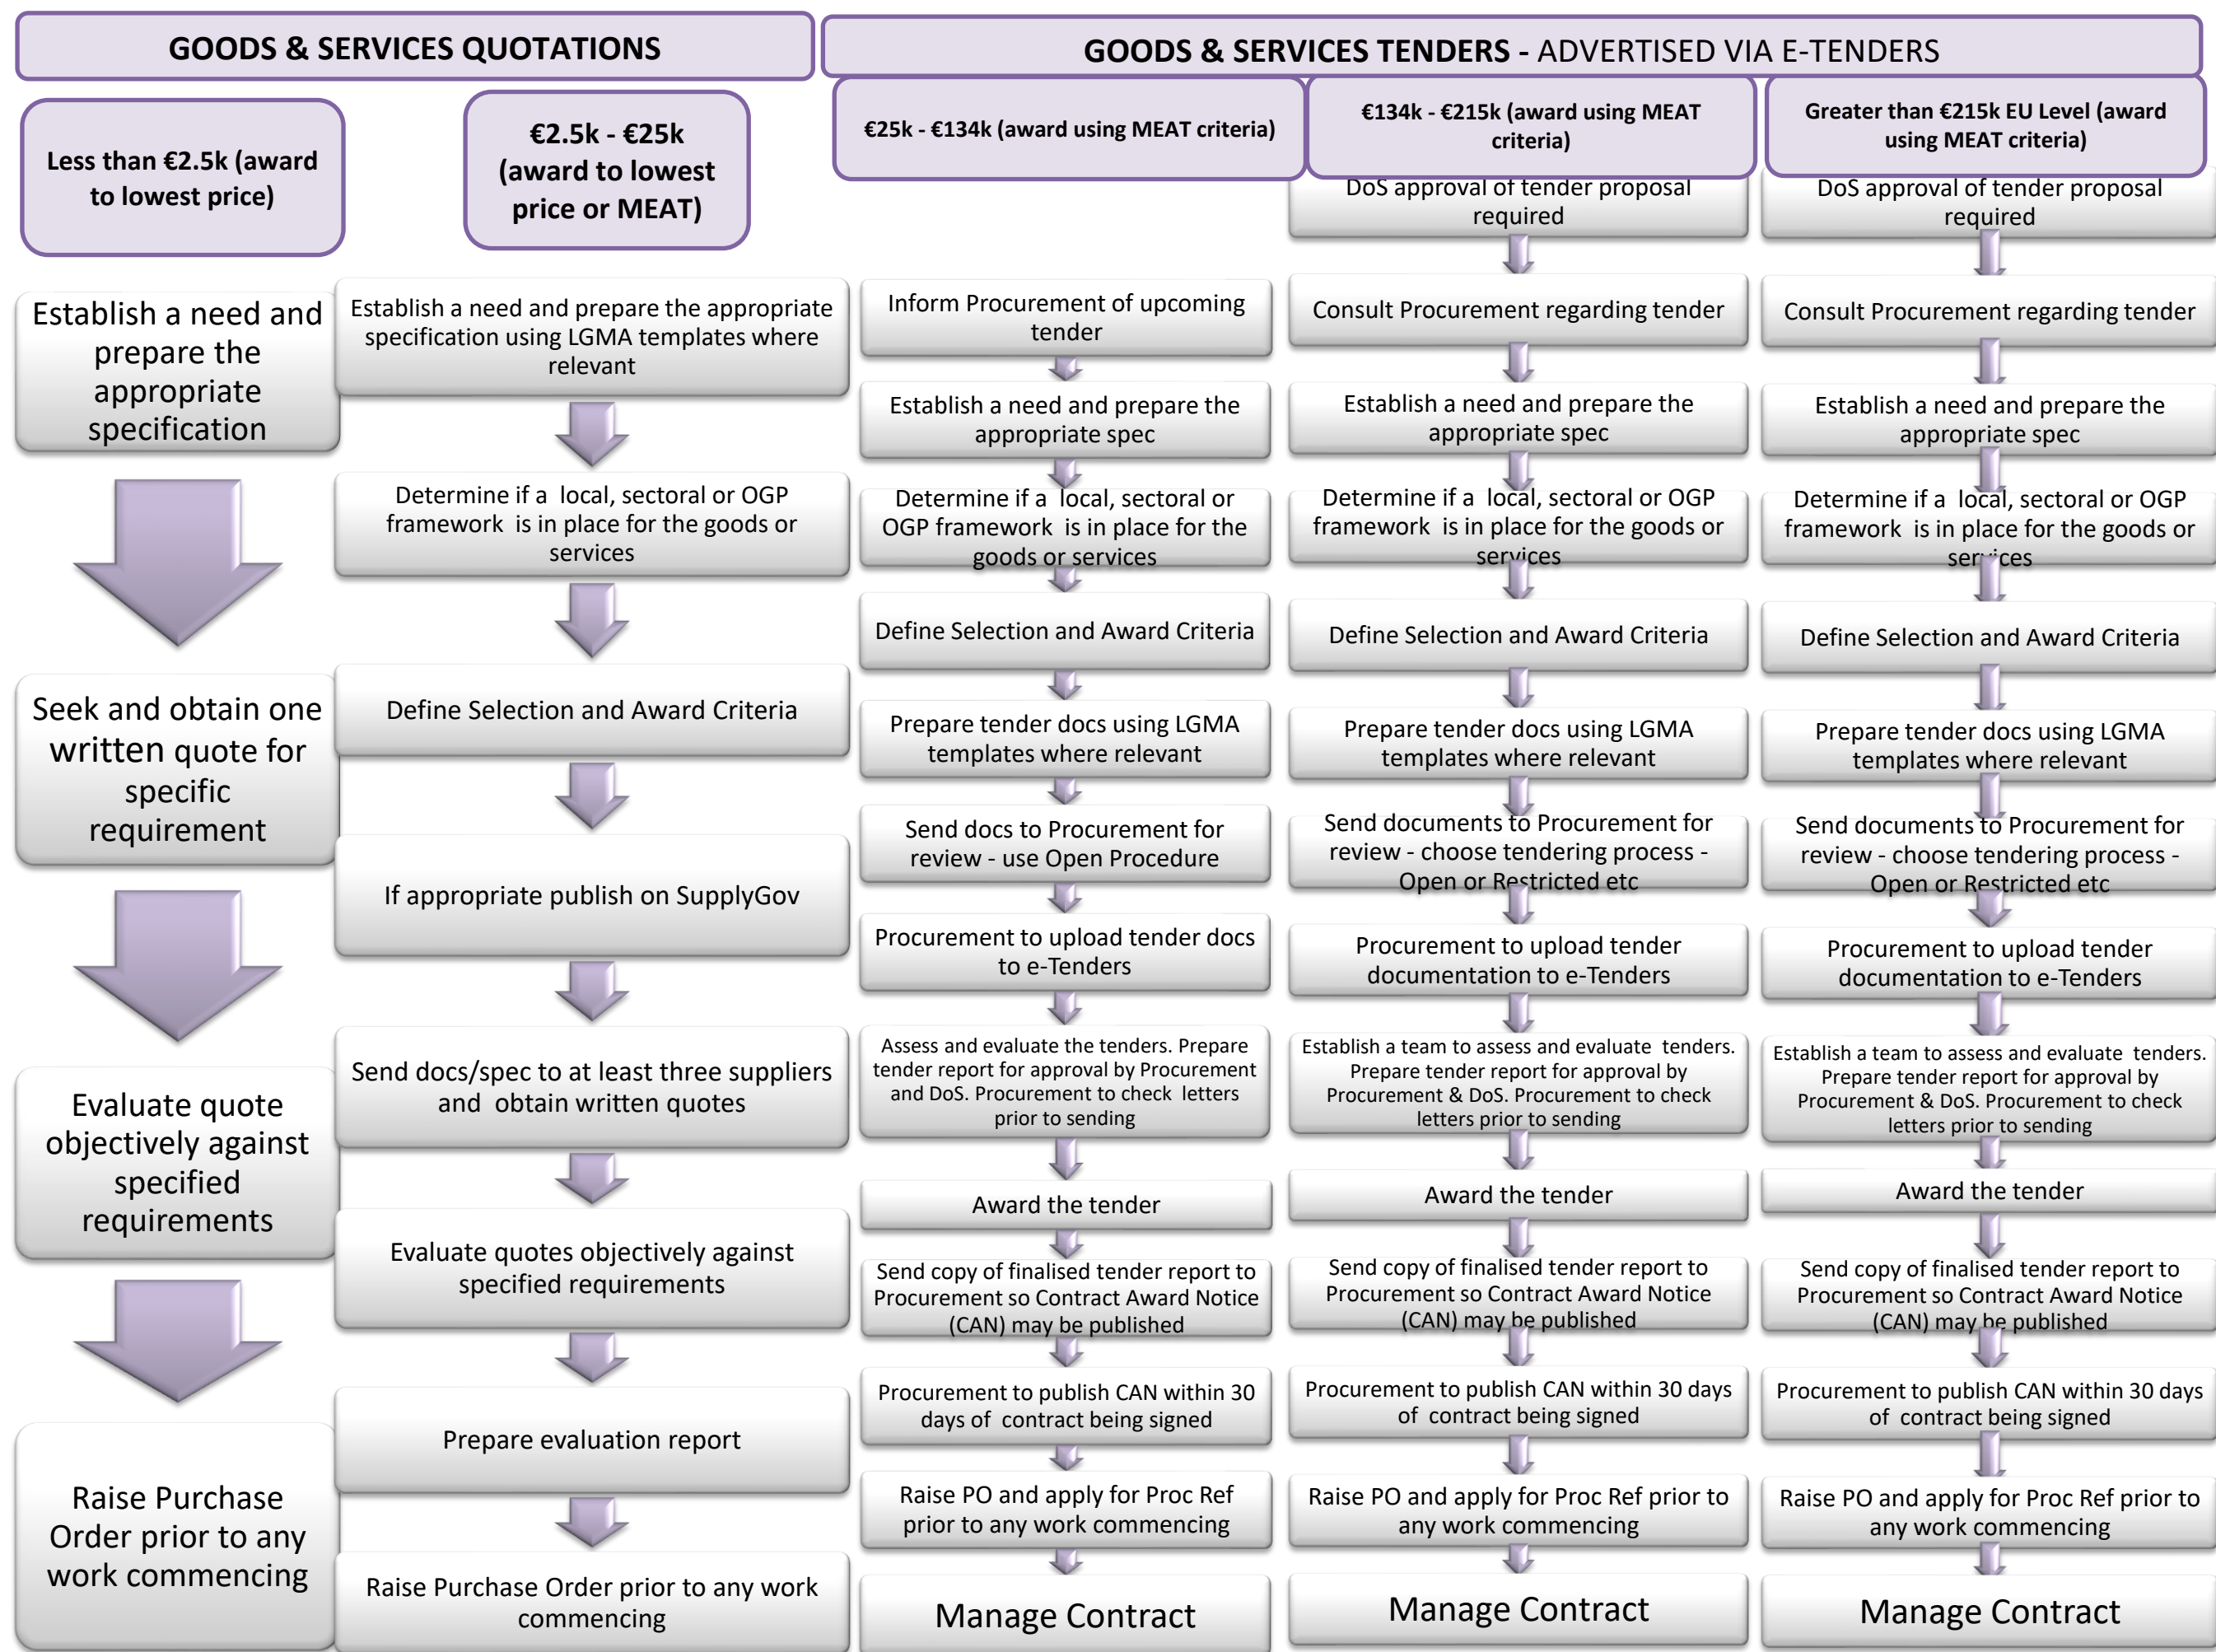 GOODS & SERVICES QUOTATIONS
Less than €2.5k (award
to lowest price)
Establish a need and
prepare the
appropriate
specification
Seek and obtain one
written quote for
specific
requirement
Evaluate quote
objectively against
specified
requirements
Raise Purchase
Order prior to any
work commencing
€2.5k - €25k
(award to lowest
price or MEAT)
Establish a need and prepare the appropriate
specification using LGMA templates where
relevant
Determine if a local, sectoral or OGP
framework is in place for the goods or
services
Define Selection and Award Criteria
If appropriate publish on SupplyGov
Send docs/spec to at least three suppliers
and obtain written quotes
Evaluate quotes objectively against
specified requirements
Prepare evaluation report
Raise Purchase Order prior to any work
commencing
GOODS & SERVICES TENDERS - ADVERTISED VIA E-TENDERS
€25k - €134k (award using MEAT criteria)
Inform Procurement of upcoming
tender
Establish a need and prepare the
appropriate spec
Determine if a local, sectoral or
OGP framework is in place for the
goods or services
Define Selection and Award Criteria
Prepare tender docs using LGMA
templates where relevant
Send docs to Procurement for
review - use Open Procedure
Procurement to upload tender docs
to e-Tenders
Assess and evaluate the tenders. Prepare
tender report for approval by Procurement
and DoS. Procurement to check letters
prior to sending
Award the tender
Send copy of finalised tender report to
Procurement so Contract Award Notice
(CAN) may be published
Procurement to publish CAN within 30
days of contract being signed
Raise PO and apply for Proc Ref
prior to any work commencing
Manage Contract
€134k - €215k (award using MEAT
criteria)
DoS approval of tender proposal
required
Consult Procurement regarding tender
Establish a need and prepare the
appropriate spec
Determine if a local, sectoral or OGP
framework is in place for the goods or
services
Define Selection and Award Criteria
Prepare tender docs using LGMA
templates where relevant
Send documents to Procurement for
review - choose tendering process -
Open or Restricted etc
Procurement to upload tender
documentation to e-Tenders
Establish a team to assess and evaluate tenders.
Prepare tender report for approval by
Procurement & DoS. Procurement to check
letters prior to sending
Award the tender
Send copy of finalised tender report to
Procurement so Contract Award Notice
(CAN) may be published
Procurement to publish CAN within 30 days
of contract being signed
Raise PO and apply for Proc Ref prior to
any work commencing
Manage Contract
Greater than €215k EU Level (award
using MEAT criteria)
DoS approval of tender proposal
required
Consult Procurement regarding tender
Establish a need and prepare the
appropriate spec
Determine if a local, sectoral or OGP
framework is in place for the goods or
services
Define Selection and Award Criteria
Prepare tender docs using LGMA
templates where relevant
Send documents to Procurement for
review - choose tendering process -
Open or Restricted etc
Procurement to upload tender
documentation to e-Tenders
Establish a team to assess and evaluate tenders.
Prepare tender report for approval by
Procurement & DoS. Procurement to check
letters prior to sending
Award the tender
Send copy of finalised tender report to
Procurement so Contract Award Notice
(CAN) may be published
Procurement to publish CAN within 30 days
of contract being signed
Raise PO and apply for Proc Ref prior to
any work commencing
Manage Contract